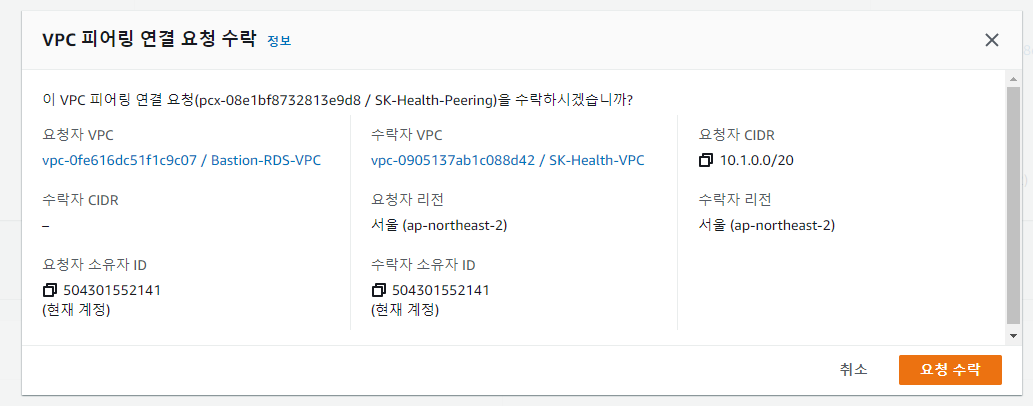 VPC 피어링 연결 요청 수락 정보
이 VPC 피어링 연결 요청(pcx-08e1bf8732813e9d8 / SK-Health-Peering)을 수락하시겠습니까?
요청자 VPC
vpc-0fe616dc51f1c9c07 / Bastion-RDS-VPC
수락자 VPC
vpc-0905137ab1c088d42 / SK-Health-VPC
요청자 CIDR
10.1.0.0/20
수락자 CIDR
–
요청자 리전
서울 (ap-northeast-2)
수락자 리전
서울 (ap-northeast-2)
요청자 소유자 ID
504301552141
(현재 계정)
수락자 소유자 ID
504301552141
(현재 계정)
취소
요청 수락